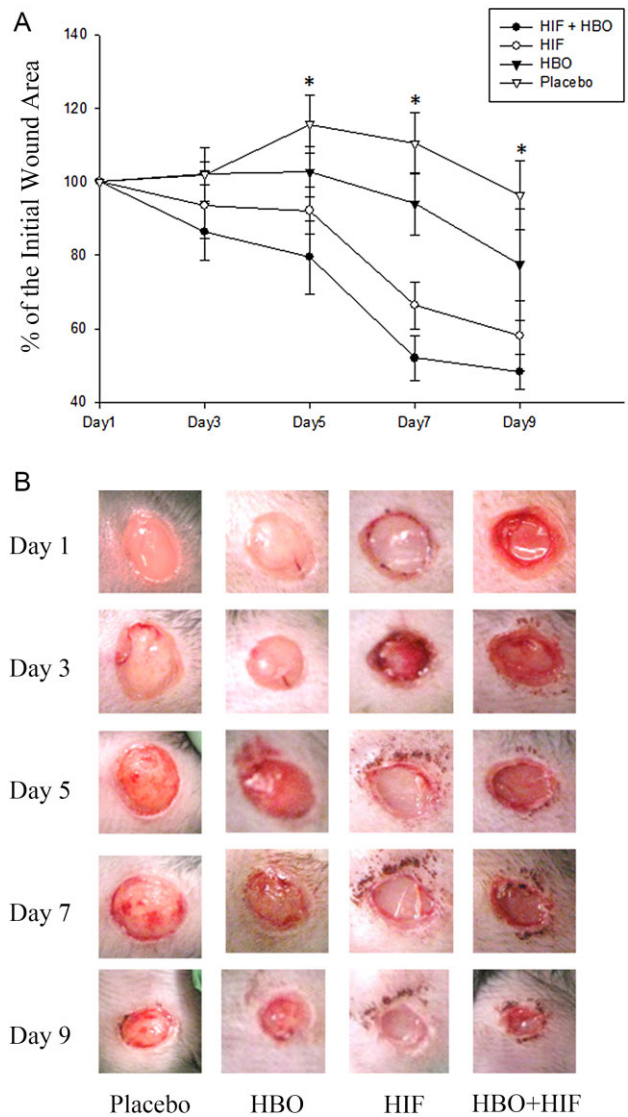 A
HIF + HBO
HIF
HBO
Placebo
% of the Initial Wound Area
140
120
100
80
60
40
*
*
*
Day1
Day3
Day5
Day7
Day9
B
Day 1
Day 3
Day 5
Day 7
Day 9
Placebo
HBO
HIF
HBO+HIF